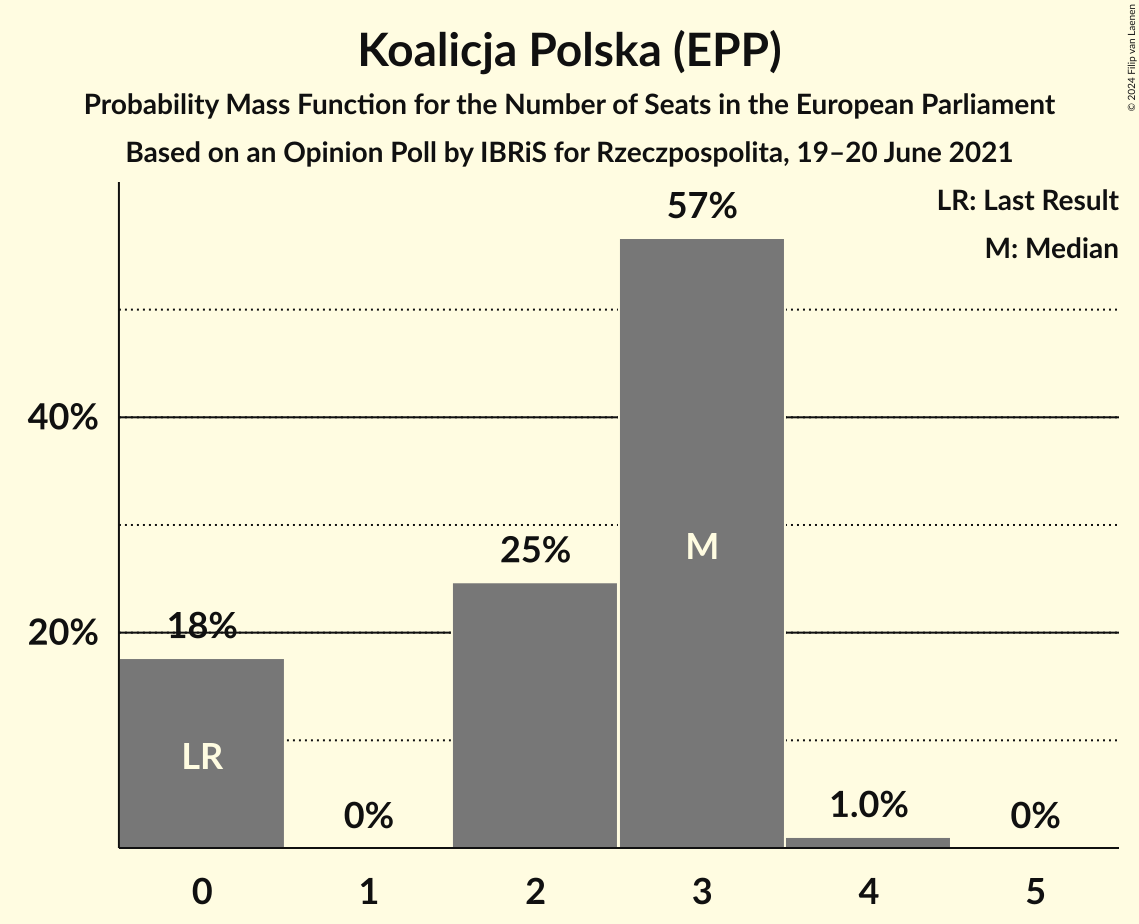 Koalicja Polska (EPP)
Probability Mass Function for the Number of Seats in the European Parliament
Based on an Opinion Poll by IBRiS for Rzeczpospolita, 19–20 June 2021
© 2024 Filip van Laenen
LR: Last Result
M: Median
57%
40%
M
25%
20%
18%
LR
0%
1.0%
0%
0 1 2 3 4 5